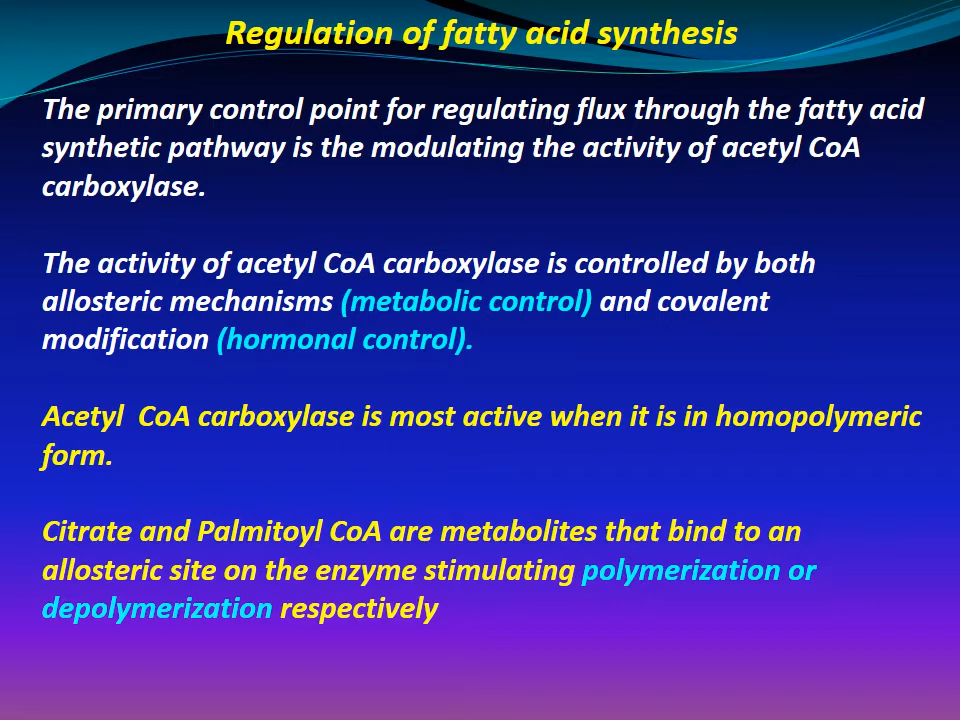 Regulation of fatty acid synthesis
The primary control point for regulating flux through the fatty acid
synthetic pathway is the modulating the activity of acetyl CoA
carboxylase.
The activity of acetyl CoA carboxylase is controlled by both
allosteric mechanisms (metabolic control) and covalent
modification (hormonal control).
Acetyl  CoA carboxylase is most active when it is in homopolymeric
form.
Citrate and Palmitoyl CoA are metabolites that bind to an
allosteric site on the enzyme stimulating polymerization or
depolymerization respectively